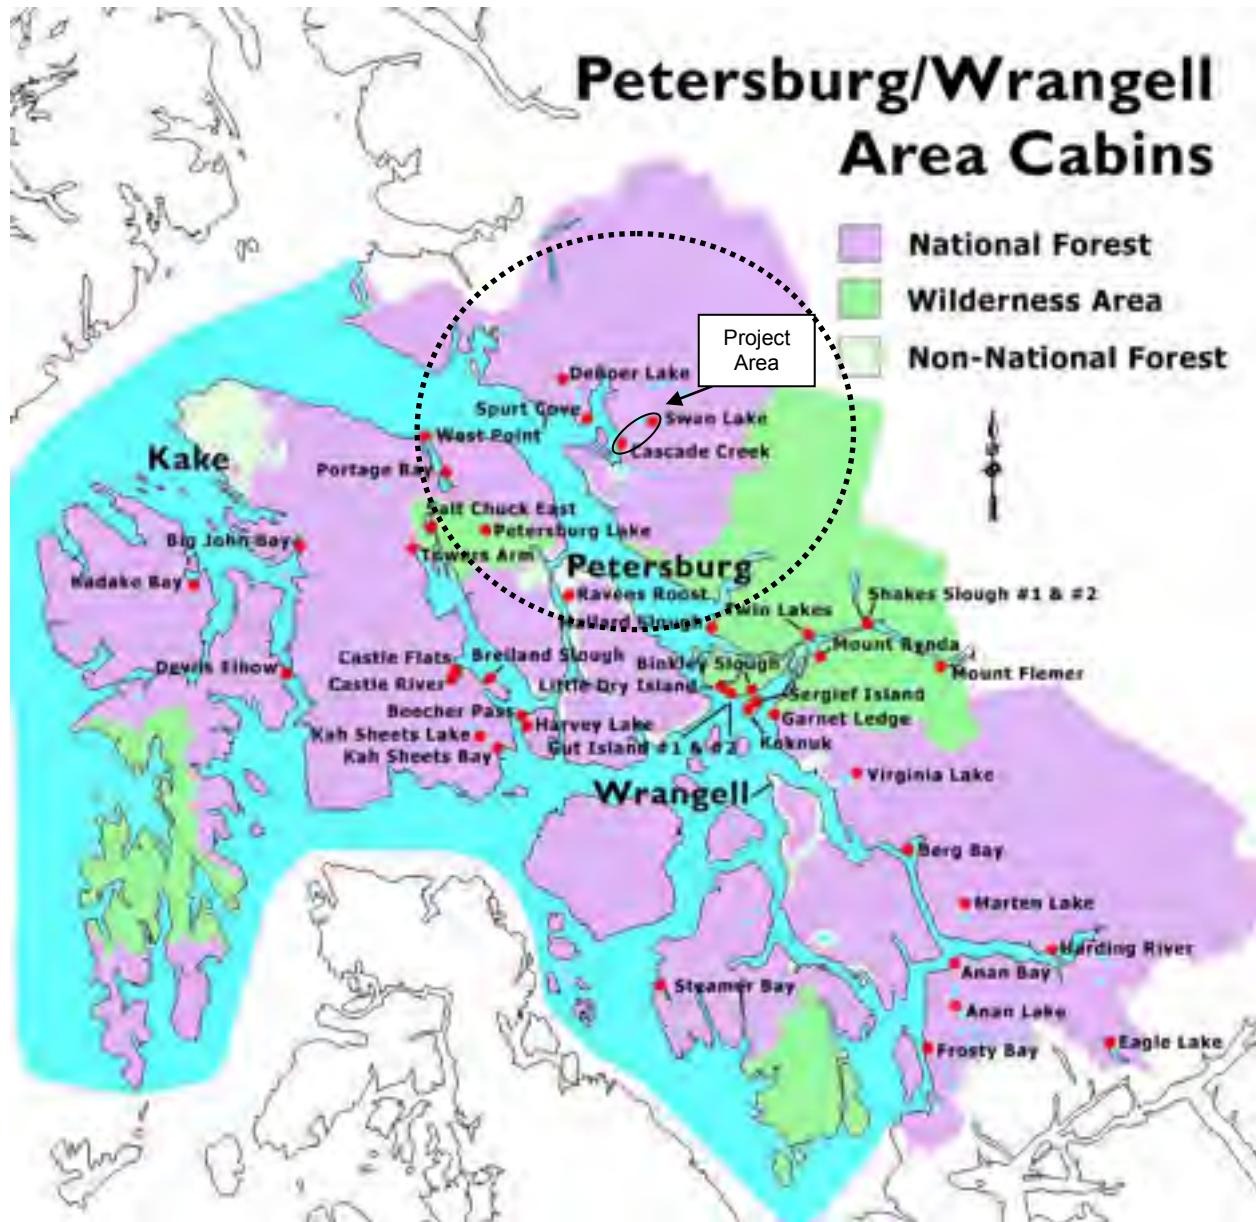 Petersburg/Wrangell
Area Cabins
National Forest
Wilderness Area
Non-National Forest
Project
Area
DeBoer Lake
Spurt Cove
Swan Lake
West Point
Cascade Creek
Kake
Portage Bay
Salt Chuck East
Petersburg Lake
Big John Bay
Towers Arm
Petersburg
Kadake Bay
Ravens Roost
Shakes Slough #1 & #2
Twin Lakes
Mallard Slough
Mount Rynda
Castle Flats
Breiland Slough
Binkley Slough
Devils Elbow
Mount Flemer
Castle River
Little Dry Island
Sergief Island
Beecher Pass
Harvey Lake
Garnet Ledge
Kah Sheets Lake
Gut Island #1 & #2
Koknuk
Kah Sheets Bay
Virginia Lake
Wrangell
Berg Bay
Marten Lake
Harding River
Anan Bay
Steamer Bay
Anan Lake
Eagle Lake
Frosty Bay